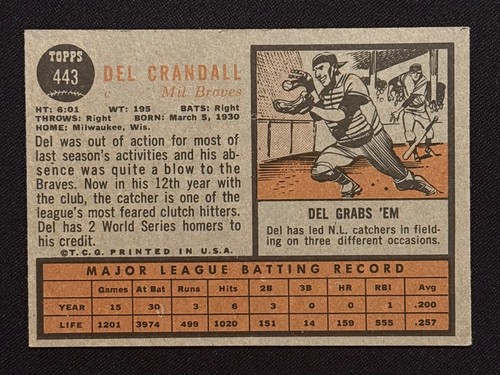 TOPPS
443
DEL CRANDALL
c Mil Braves
HT: 6:01 WT: 195 BATS: Right
THROWS: Right BORN: March 5, 1930
HOME: Milwaukee, Wis.
Del was out of action for most of
last season's activities and his ab-
sence was quite a blow to the
Braves. Now in his 12th year with
the club, the catcher is one of the
league's most feared clutch hitters.
Del has 2 World Series homers to
his credit.
©T.C.G. PRINTED IN U.S.A.
DEL GRABS 'EM
Del has led N.L. catchers in field-
ing on three different occasions.
MAJOR LEAGUE BATTING RECORD
Games At Bat Runs Hits 2B 3B HR RBI Avg
YEAR 15 30 3 6 3 0 0 1 .200
LIFE 1201 3974 499 1020 151 14 159 555 .257